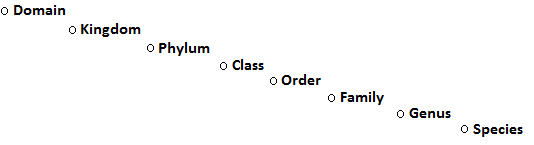 ○ Domain
○ Kingdom
○ Phylum
○ Class
○ Order
○ Family
○ Genus
○ Species